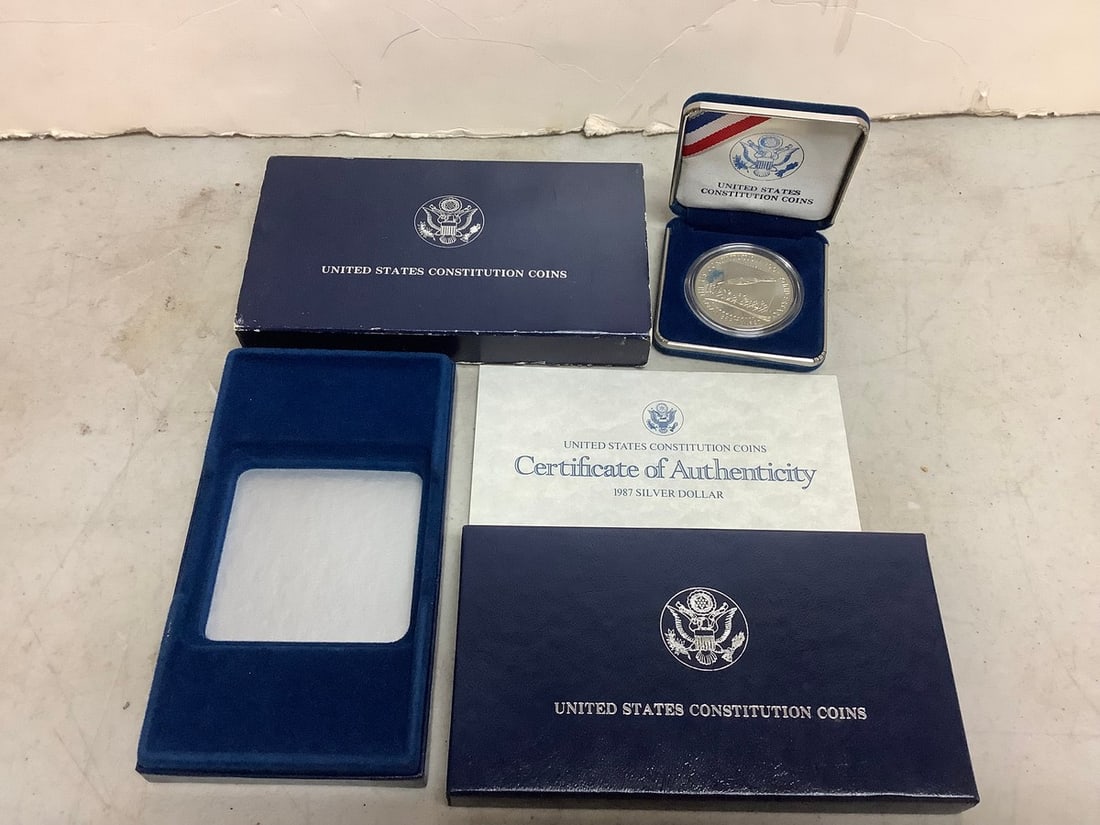 UNITED STATES CONSTITUTION COINS
UNITED STATES
CONSTITUTION COINS
UNITED STATES CONSTITUTION COINS
Certificate of Authenticity
1987 SILVER DOLLAR
UNITED STATES CONSTITUTION COINS